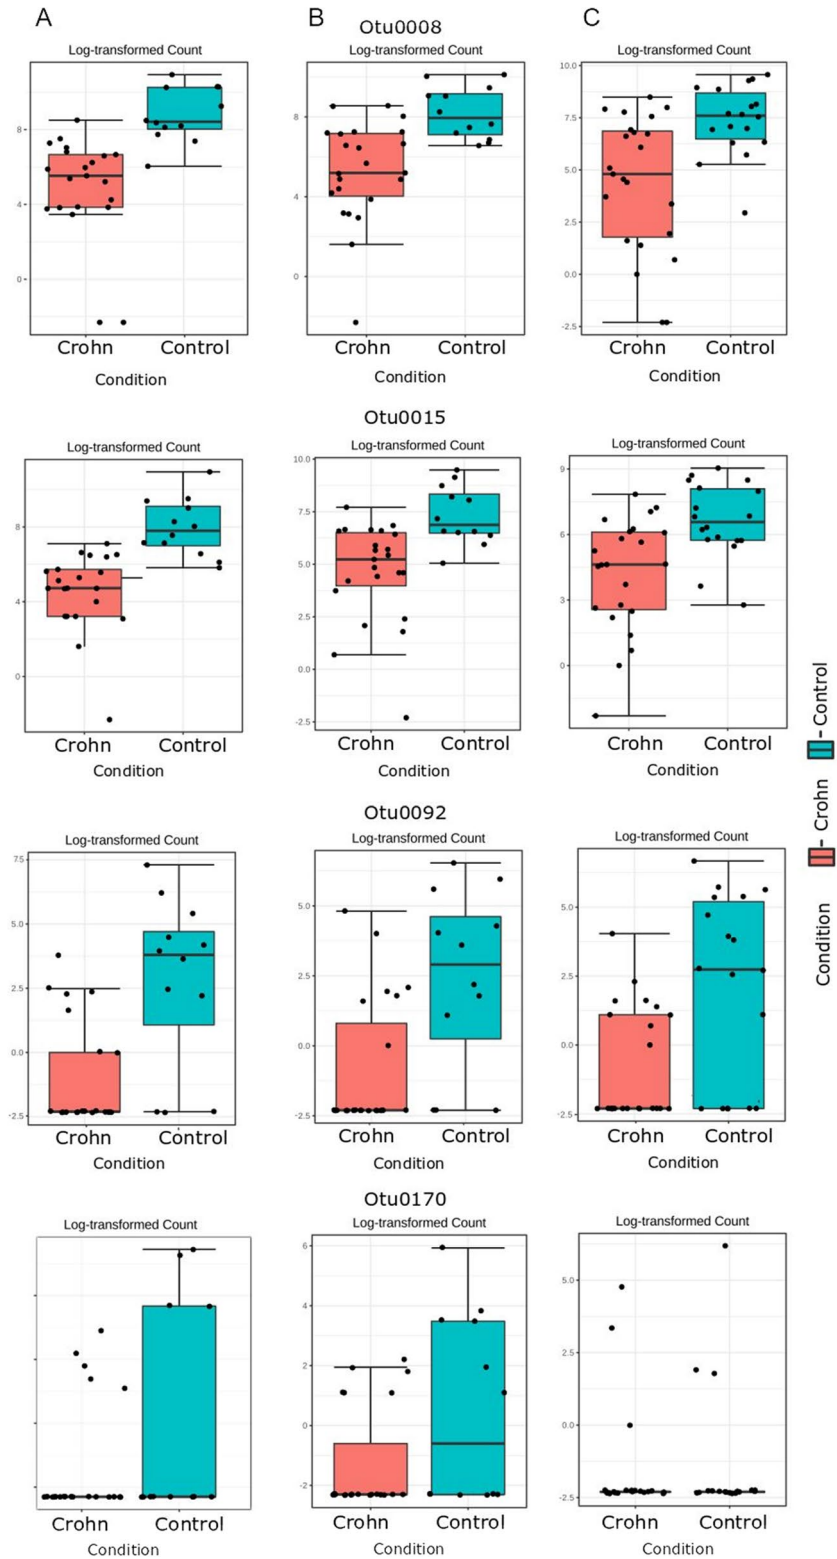 A B C
Otu0008
Log-transformed Count Log-transformed Count Log-transformed Count
8
4
0
8
4
0
10.0
7.5
5.0
2.5
0.0
-2.5
Crohn Control Crohn Control Crohn Control
Condition Condition Condition
Otu0015
Log-transformed Count Log-transformed Count Log-transformed Count
8
4
0
10.0
7.5
5.0
2.5
0.0
-2.5
9
6
3
0
Crohn Control Crohn Control Crohn Control
Condition Condition Condition
Otu0092
Log-transformed Count Log-transformed Count Log-transformed Count
7.5
5.0
2.5
0.0
-2.5
5.0
2.5
0.0
-2.5
5.0
2.5
0.0
-2.5
Crohn Control Crohn Control Crohn Control
Condition Condition Condition
Otu0170
Log-transformed Count Log-transformed Count Log-transformed Count
6
4
2
0
-2
5.0
2.5
0.0
-2.5
Crohn Control Crohn Control Crohn Control
Condition Condition Condition
Condition Crohn Control